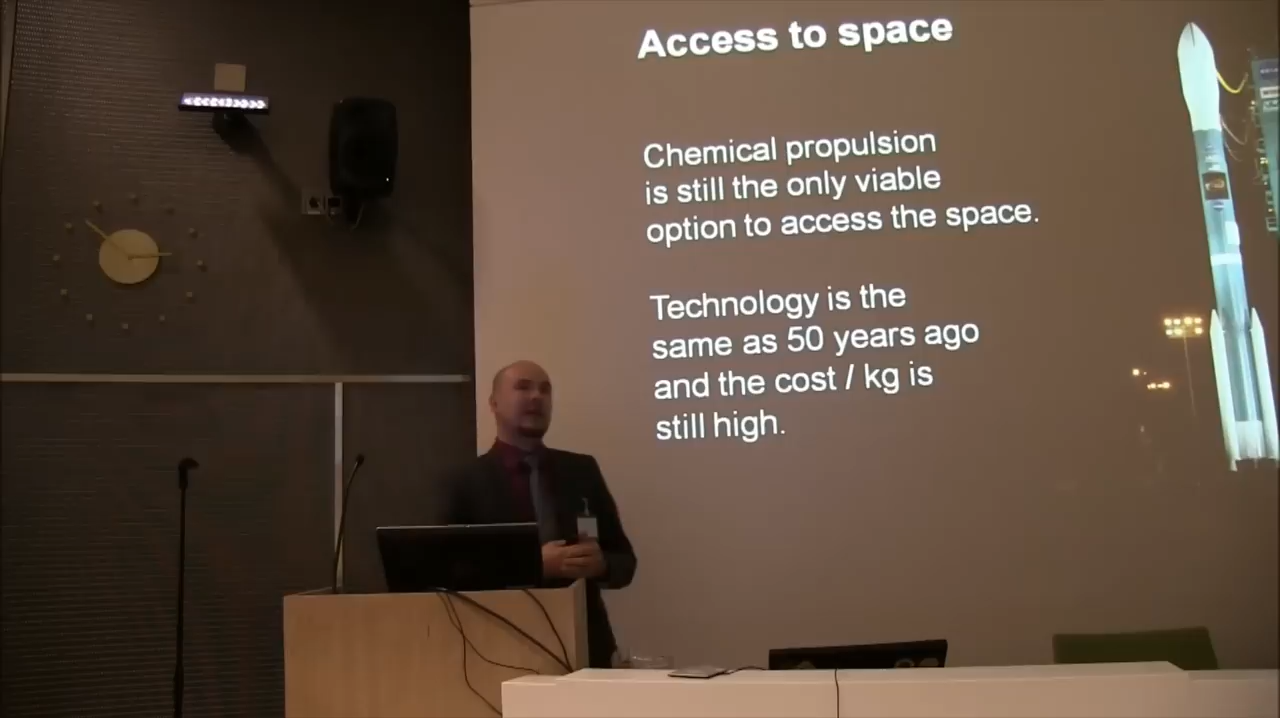 Access to space
Chemical propulsion
is still the only viable
option to access the space.
Technology is the
same as 50 years ago
and the cost / kg is
still high.